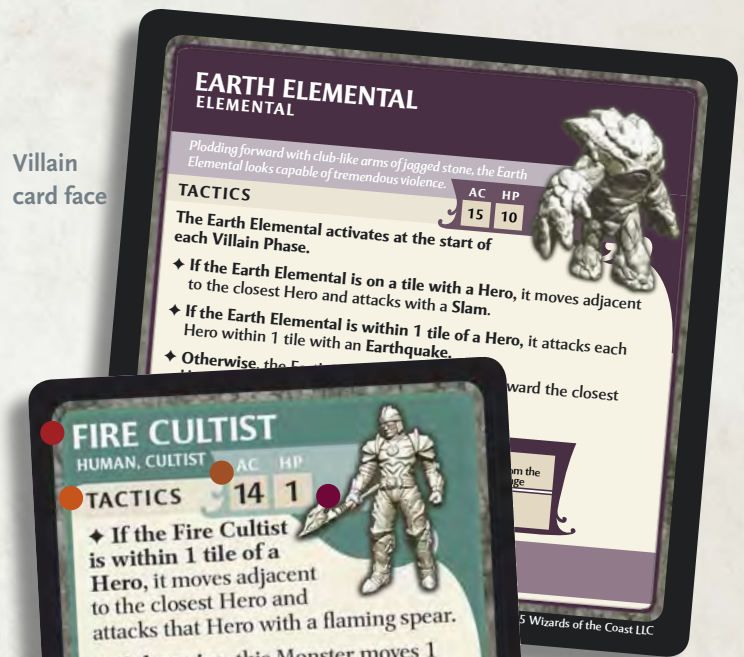 Villain
card face
EARTH ELEMENTAL
ELEMENTAL
Plodding forward with club-like arms of jagged stone, the Earth
Elemental looks capable of tremendous violence.
AC HP
TACTICS
15 10
The Earth Elemental activates at the start of
each Villain Phase.
✦ If the Earth Elemental is on a tile with a Hero, it moves adjacent
to the closest Hero and attacks with a Slam.
✦ If the Earth Elemental is within 1 tile of a Hero, it attacks each
Hero within 1 tile with an Earthquake.
✦ Otherwise, the
ward the closest
om the
5 Wizards of the Coast LLC
FIRE CULTIST
HUMAN, CULTIST
AC HP
TACTICS
14 1
✦ If the Fire Cultist
is within 1 tile of a
Hero, it moves adjacent
to the closest Hero and
attacks that Hero with a flaming spear.
this Monster moves 1